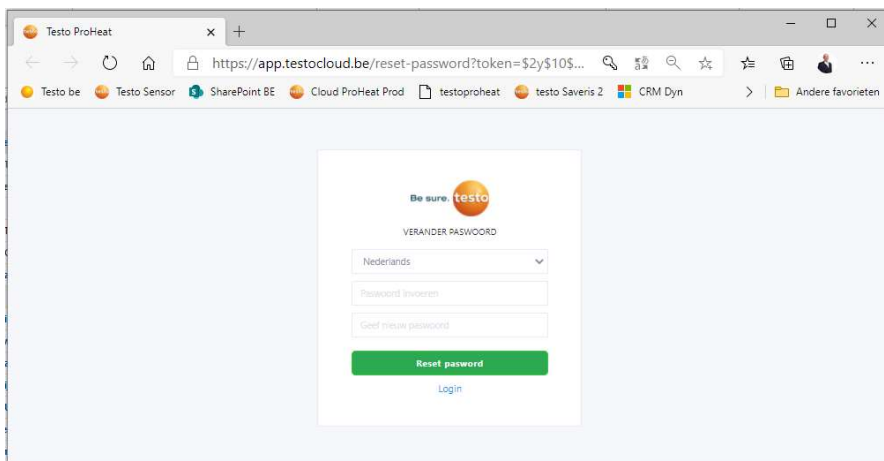 Testo ProHeat
https://app.testocloud.be/reset-password?token=$2y$10$...
Testo be Testo Sensor SharePoint BE Cloud ProHeat Prod testoproheat testo Saveris 2 CRM Dyn Andere favorieten
Be sure. testo
VERANDER PASWOORD
Nederlands
Paswoord invoeren
Geef nieuw paswoord
Reset pasword
Login